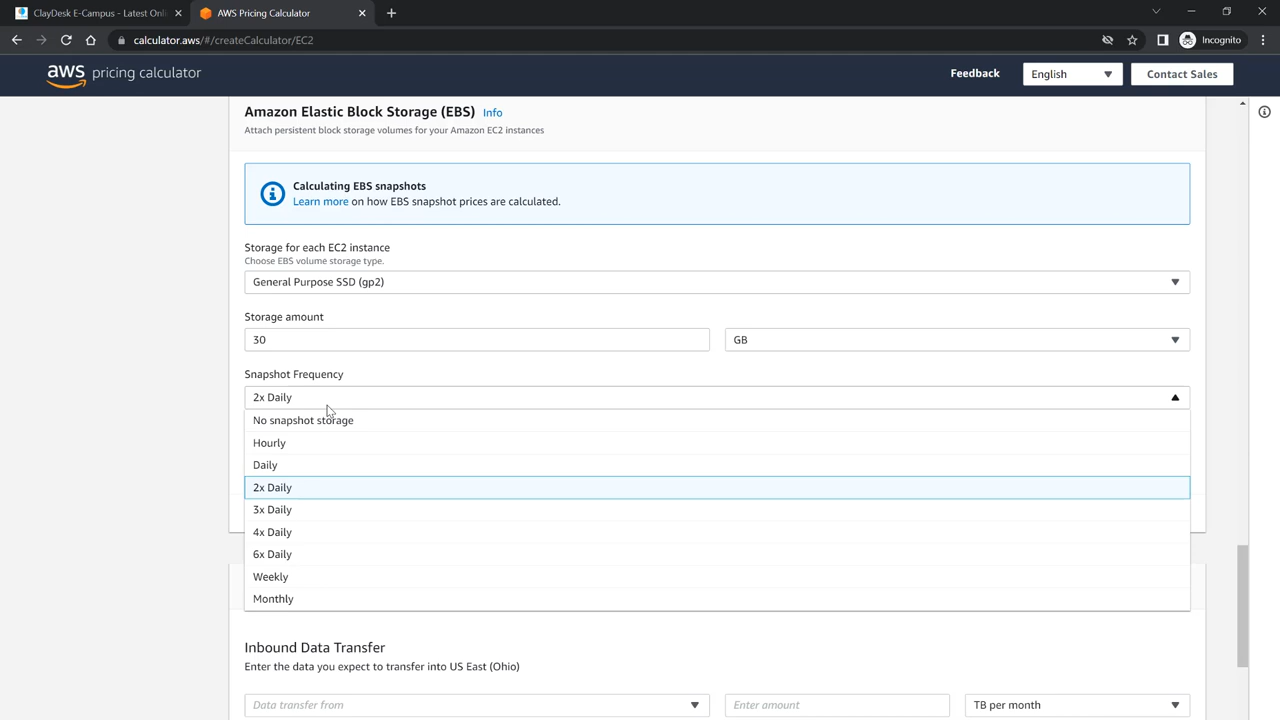 ClayDesk E-Campus - Latest Onli
AWS Pricing Calculator
calculator.aws/#/createCalculator/EC2
Incognito
aws pricing calculator
Feedback
English
Contact Sales
Amazon Elastic Block Storage (EBS) Info
Attach persistent block storage volumes for your Amazon EC2 instances
Calculating EBS snapshots
Learn more on how EBS snapshot prices are calculated.
Storage for each EC2 instance
Choose EBS volume storage type.
General Purpose SSD (gp2)
Storage amount
30
GB
Snapshot Frequency
2x Daily
No snapshot storage
Hourly
Daily
2x Daily
3x Daily
4x Daily
6x Daily
Weekly
Monthly
Inbound Data Transfer
Enter the data you expect to transfer into US East (Ohio)
Data transfer from
Enter amount
TB per month